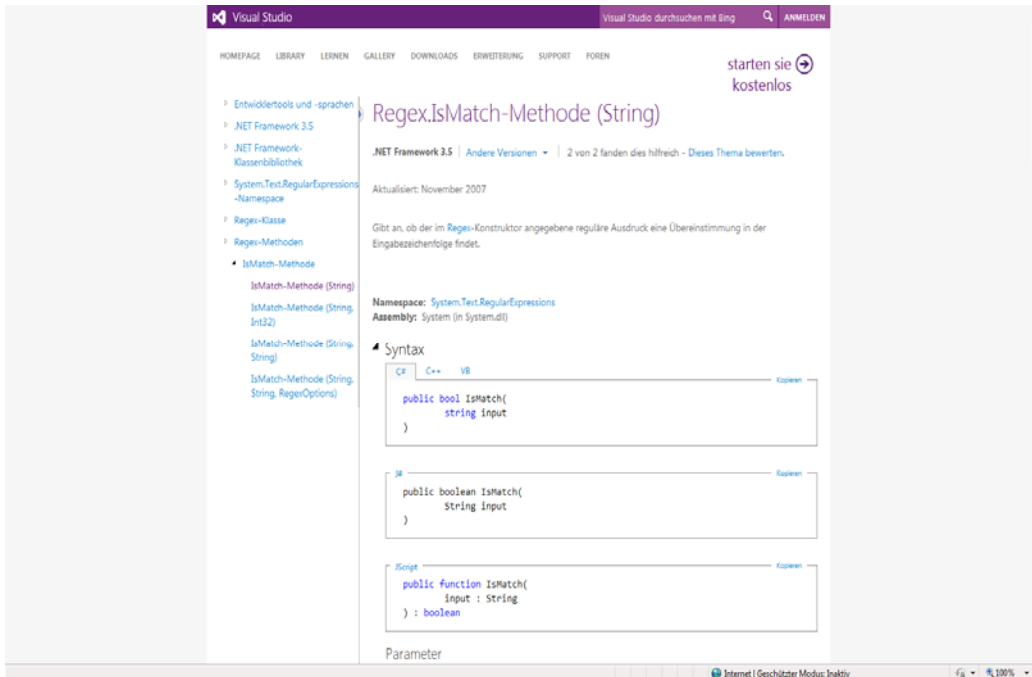 Visual Studio
Visual Studio durchsuchen mit Bing
ANMELDEN
HOMEPAGE LIBRARY LERNEN GALLERY DOWNLOADS ERWEITERUNG SUPPORT FOREN
starten sie
kostenlos
Entwicklertools und -sprachen
.NET Framework 3.5
.NET Framework-
Klassenbibliothek
System.Text.RegularExpressions
-Namespace
Regex-Klasse
Regex-Methoden
IsMatch-Methode
IsMatch-Methode (String)
IsMatch-Methode (String,
Int32)
IsMatch-Methode (String,
String)
IsMatch-Methode (String,
String, RegexOptions)
Regex.IsMatch-Methode (String)
.NET Framework 3.5 | Andere Versionen | 2 von 2 fanden dies hilfreich - Dieses Thema bewerten.
Aktualisiert: November 2007
Gibt an, ob der im Regex-Konstruktor angegebene reguläre Ausdruck eine Übereinstimmung in der
Eingabezeichenfolge findet.
Namespace: System.Text.RegularExpressions
Assembly: System (in System.dll)
Syntax
C# C++ VB
Kopieren
public bool IsMatch(
string input
)
J#
Kopieren
public boolean IsMatch(
String input
)
JScript
Kopieren
public function IsMatch(
input : String
) : boolean
Parameter
Internet | Geschützter Modus: Inaktiv
100%